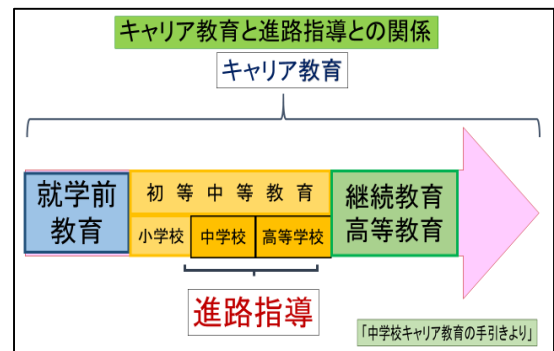 キャリア教育と進路指導との関係
キャリア教育
就学前
教育
初等中等教育
小学校 中学校 高等学校
継続教育
高等教育
進路指導
「中学校キャリア教育の手引きより」